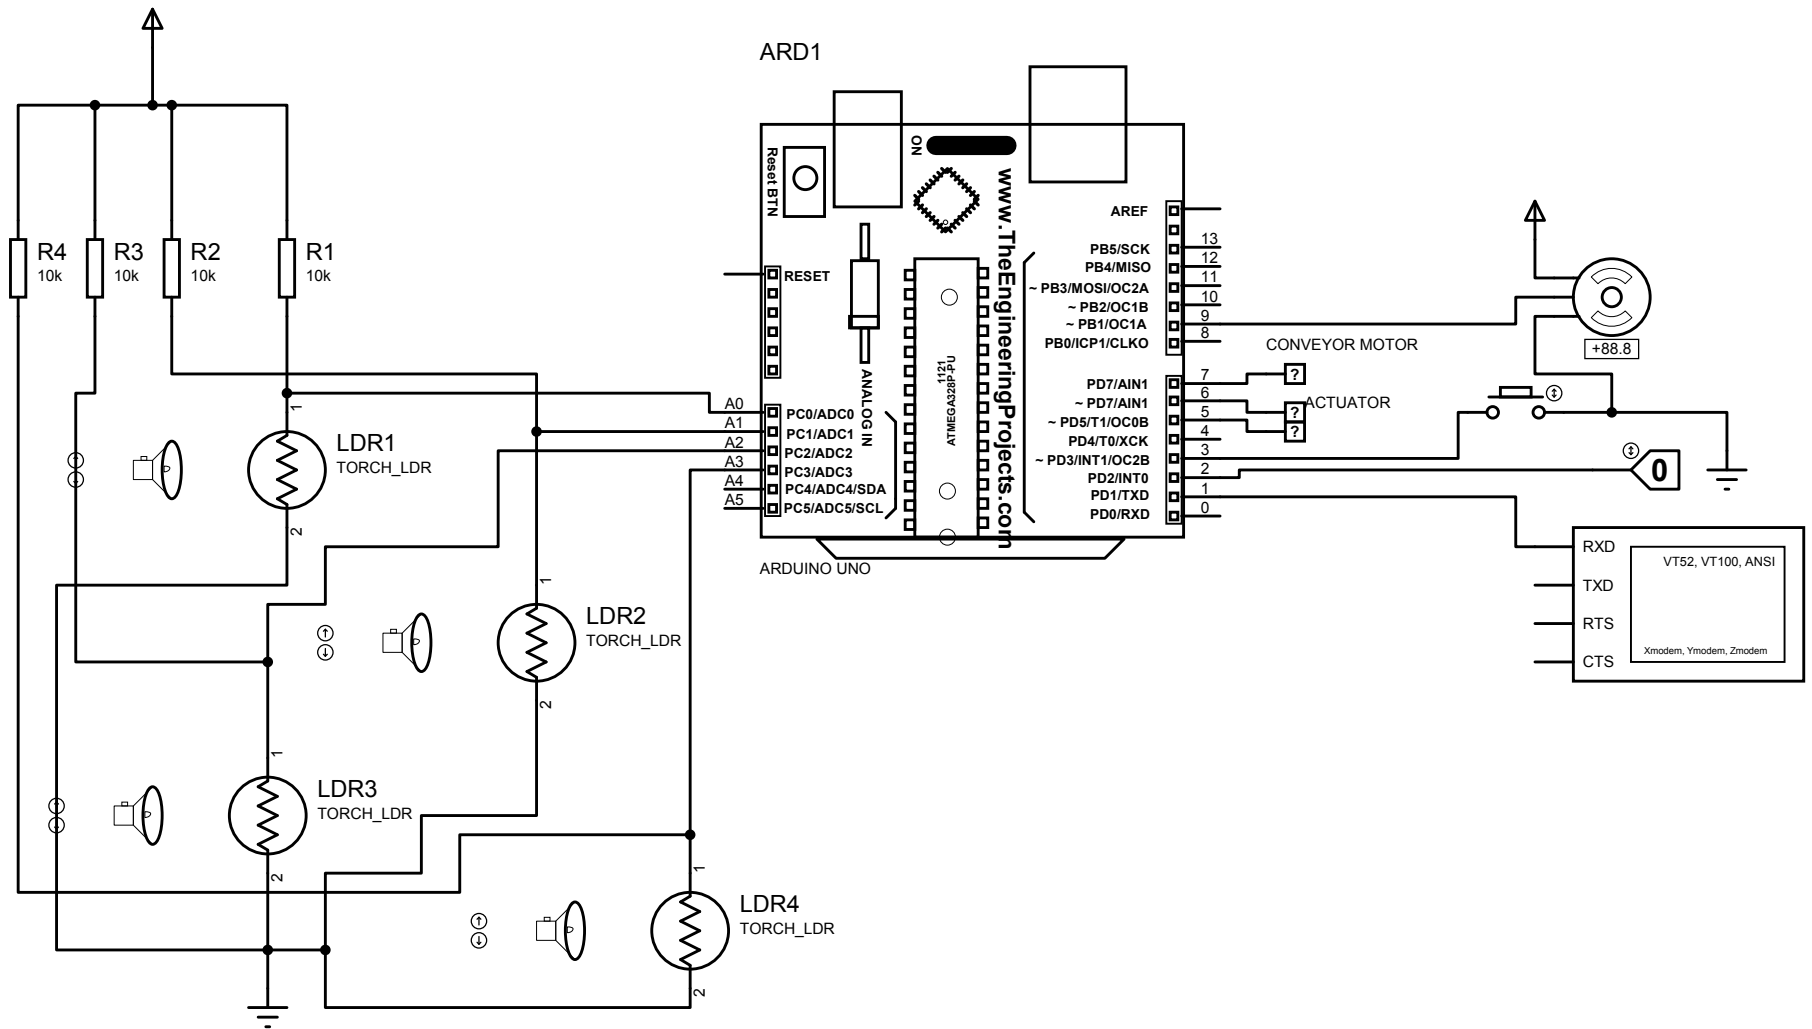 ARD1
R4
10k
R3
10k
R2
10k
R1
10k
LDR1
TORCH_LDR
1
2
LDR2
TORCH_LDR
1
2
LDR3
TORCH_LDR
1
2
LDR4
TORCH_LDR
1
2
Reset BTN
ON
www.TheEngineeringProjects.com
1121
ATMEGA328P-PU
ANALOG IN
RESET
A0 PC0/ADC0
A1 PC1/ADC1
A2 PC2/ADC2
A3 PC3/ADC3
A4 PC4/ADC4/SDA
A5 PC5/ADC5/SCL
AREF
PB5/SCK 13
PB4/MISO 12
~ PB3/MOSI/OC2A 11
~ PB2/OC1B 10
~ PB1/OC1A 9
PB0/ICP1/CLKO 8
PD7/AIN1 7
~ PD7/AIN1 6
~ PD5/T1/OC0B 5
PD4/T0/XCK 4
~ PD3/INT1/OC2B 3
PD2/INT0 2
PD1/TXD 1
PD0/RXD 0
ARDUINO UNO
CONVEYOR MOTOR
+88.8
?
?
?
ACTUATOR
0
RXD
TXD
RTS
CTS
VT52, VT100, ANSI
Xmodem, Ymodem, Zmodem